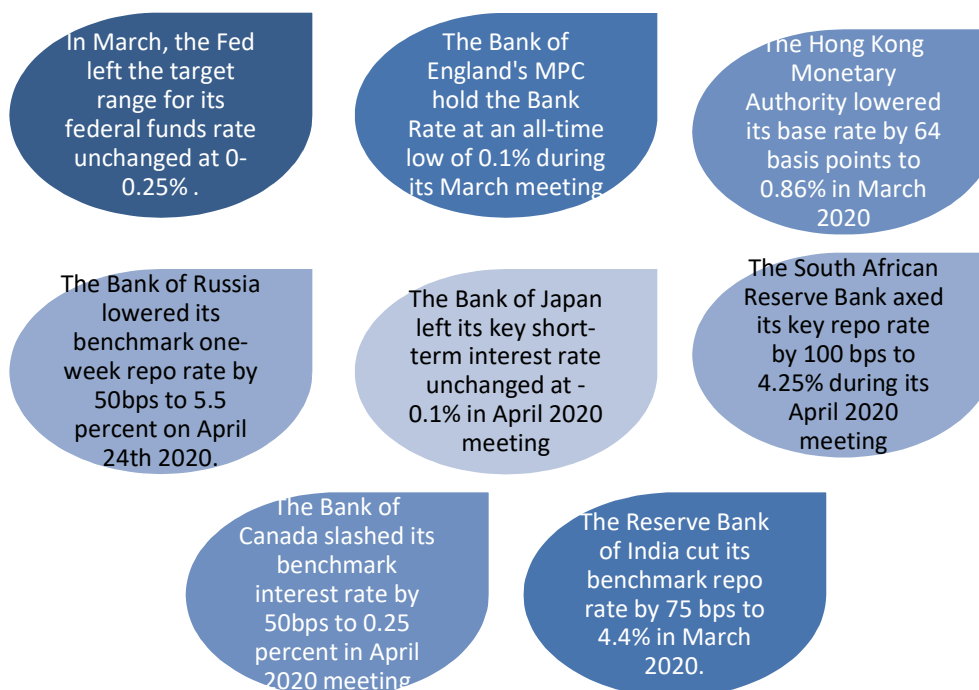 In March, the Fed
left the target
range for its
federal funds rate
unchanged at 0-
0.25% .
The Bank of
England's MPC
hold the Bank
Rate at an all-time
low of 0.1% during
its March meeting
The Hong Kong
Monetary
Authority lowered
its base rate by 64
basis points to
0.86% in March
2020
The Bank of Russia
lowered its
benchmark one-
week repo rate by
50bps to 5.5
percent on April
24th 2020.
The Bank of Japan
left its key short-
term interest rate
unchanged at -
0.1% in April 2020
meeting
The South African
Reserve Bank axed
its key repo rate
by 100 bps to
4.25% during its
April 2020
meeting
The Bank of
Canada slashed its
benchmark
interest rate by
50bps to 0.25
percent in April
2020 meeting
The Reserve Bank
of India cut its
benchmark repo
rate by 75 bps to
4.4% in March
2020.